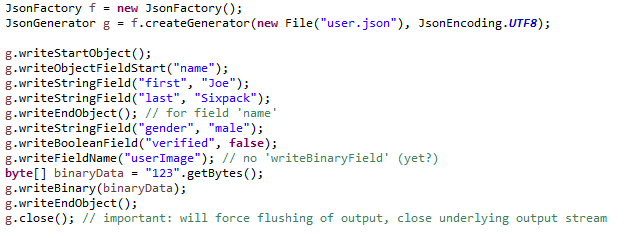 JsonFactory f = new JsonFactory();
JsonGenerator g = f.createGenerator(new File("user.json"), JsonEncoding.UTF8);

g.writeStartObject();
g.writeObjectFieldStart("name");
g.writeStringField("first", "Joe");
g.writeStringField("last", "Sixpack");
g.writeEndObject(); // for field 'name'
g.writeStringField("gender", "male");
g.writeBooleanField("verified", false);
g.writeFieldName("userImage"); // no 'writeBinaryField' (yet?)
byte[] binaryData = "123".getBytes();
g.writeBinary(binaryData);
g.writeEndObject();
g.close(); // important: will force flushing of output, close underlying output stream